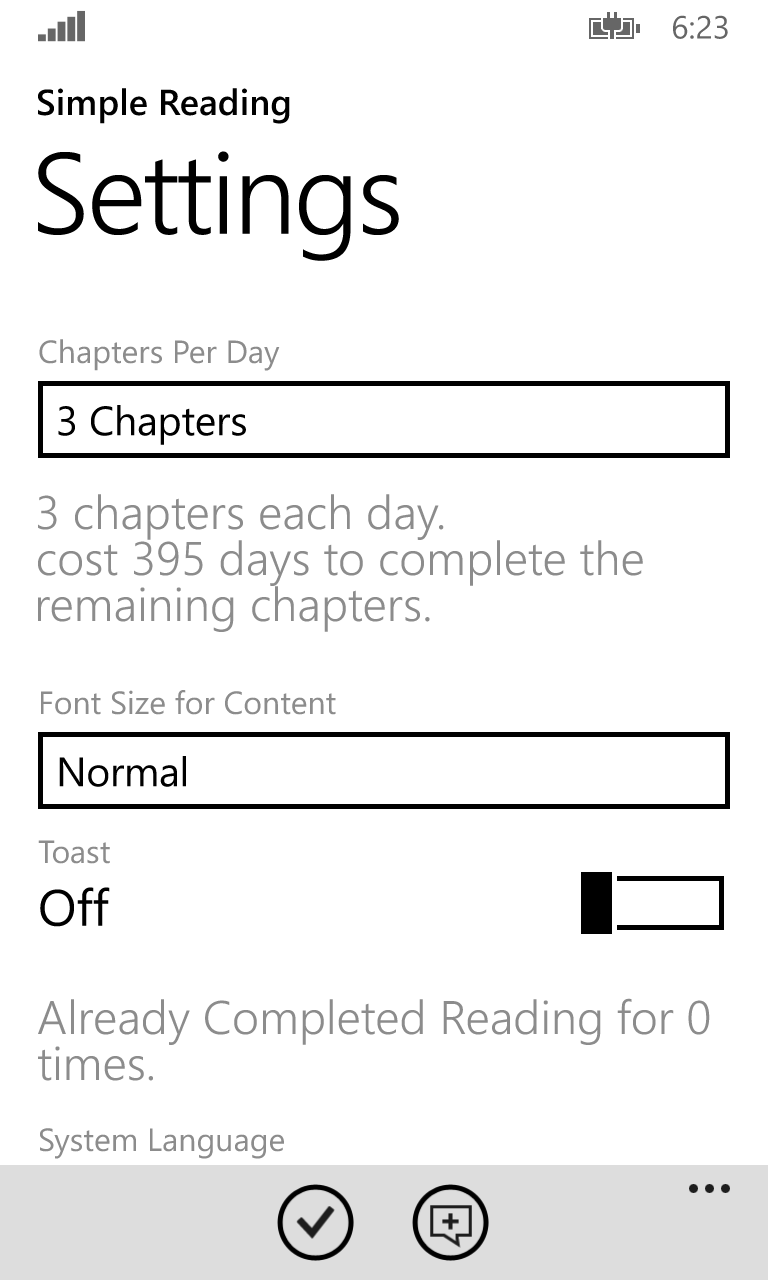 6:23
Simple Reading
Settings
Chapters Per Day
3 Chapters
3 chapters each day.
cost 395 days to complete the
remaining chapters.
Font Size for Content
Normal
Toast
Off
Already Completed Reading for 0
times.
System Language